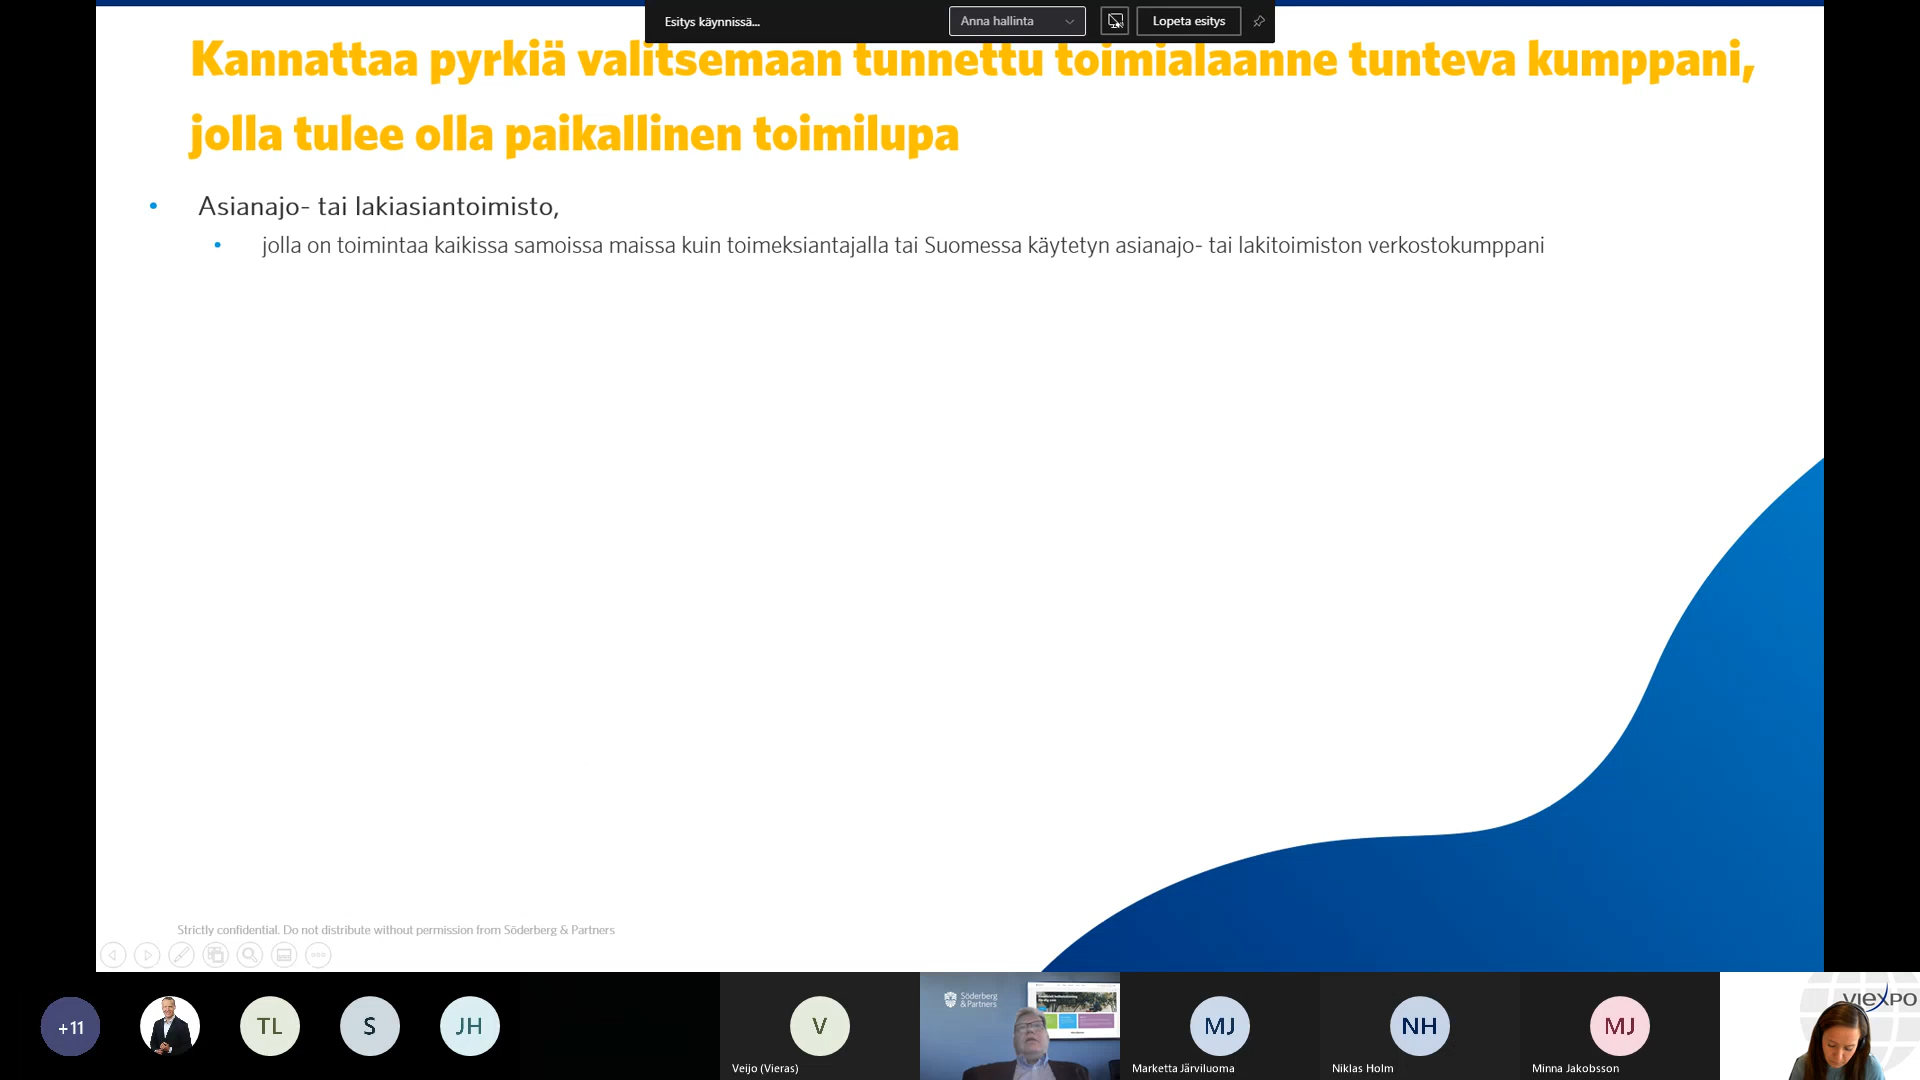 Esitys käynnissä...
Anna hallinta
Lopeta esitys
Kannattaa pyrkiä valitsemaan tunnettu toimialaanne tunteva kumppani,
jolla tulee olla paikallinen toimilupa
• Asianajo- tai lakiasiantoimisto,
• jolla on toimintaa kaikissa samoissa maissa kuin toimeksiantajalla tai Suomessa käytetyn asianajo- tai lakitoimiston verkostokumppani
Strictly confidential. Do not distribute without permission from Söderberg & Partners
+11
TL
S
JH
V
Veijo (Vieras)
Söderberg
& Partners
MJ
Marketta Järviluoma
NH
Niklas Holm
MJ
Minna Jakobsson
VIEXPO